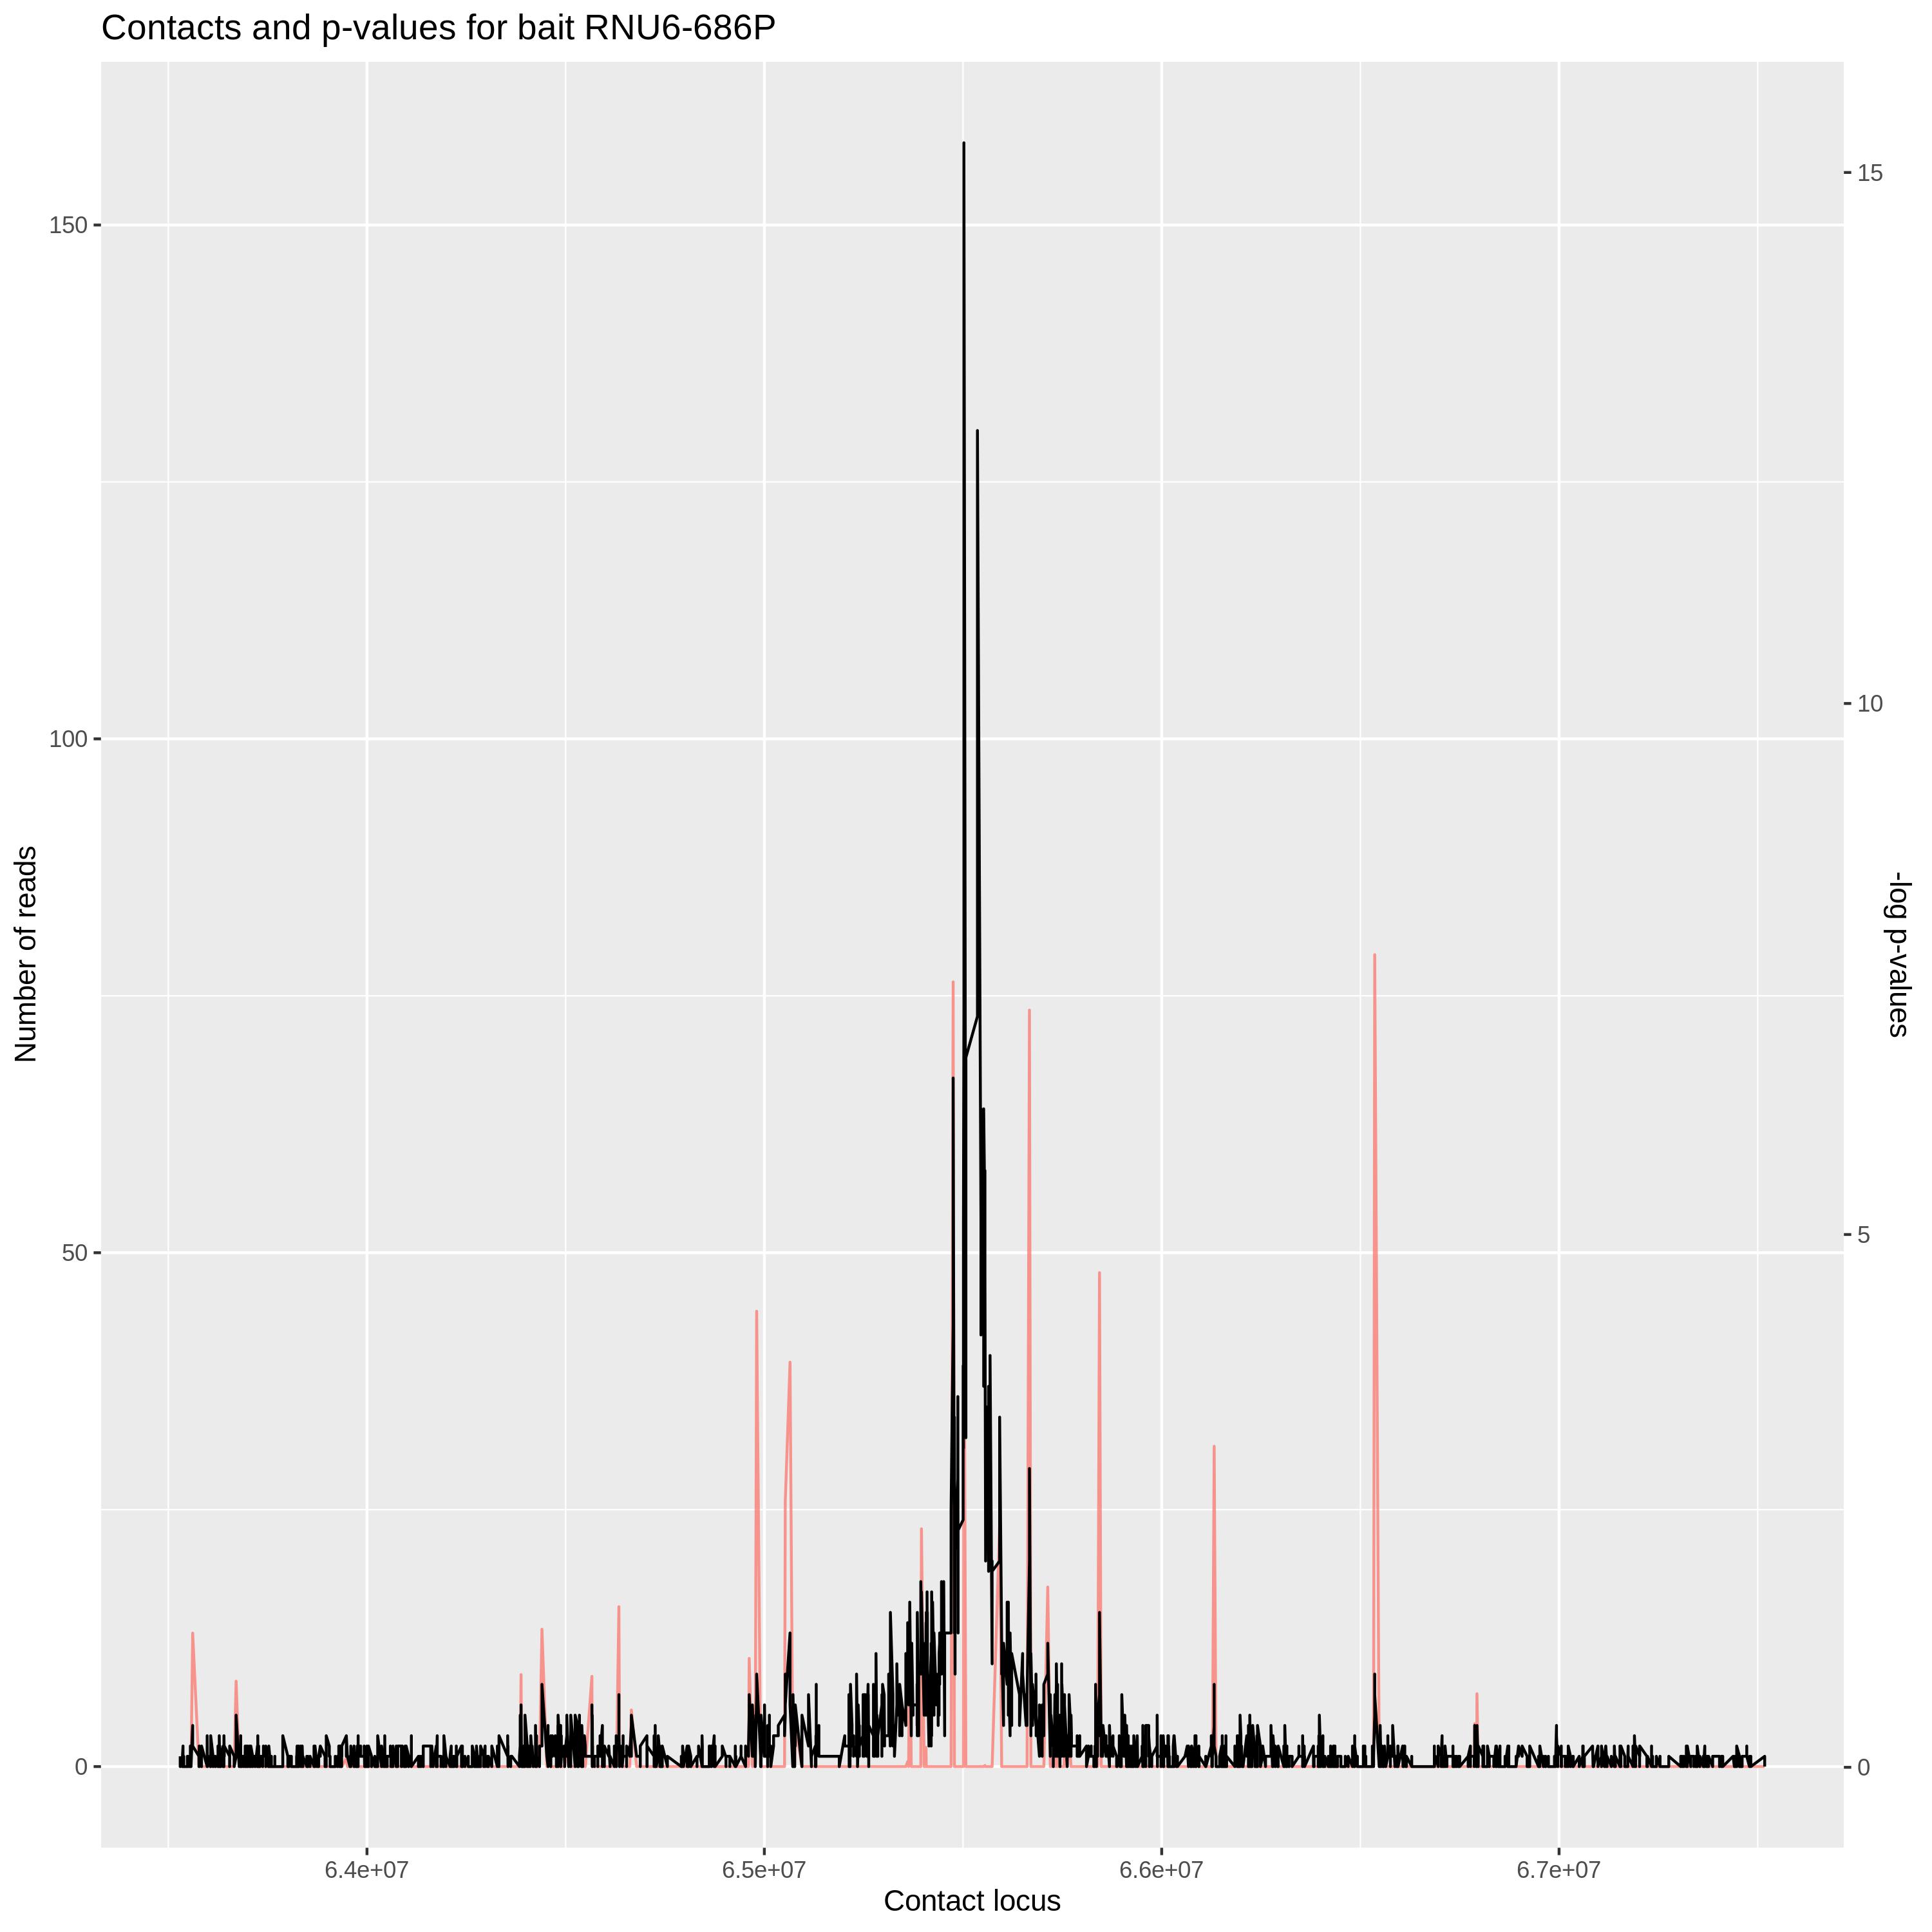 Contacts and p-values for bait RNU6-686P
150
100
50
0
Number of reads
15
10
5
0
-log p-values
6.4e+07
6.5e+07
6.6e+07
6.7e+07
Contact locus